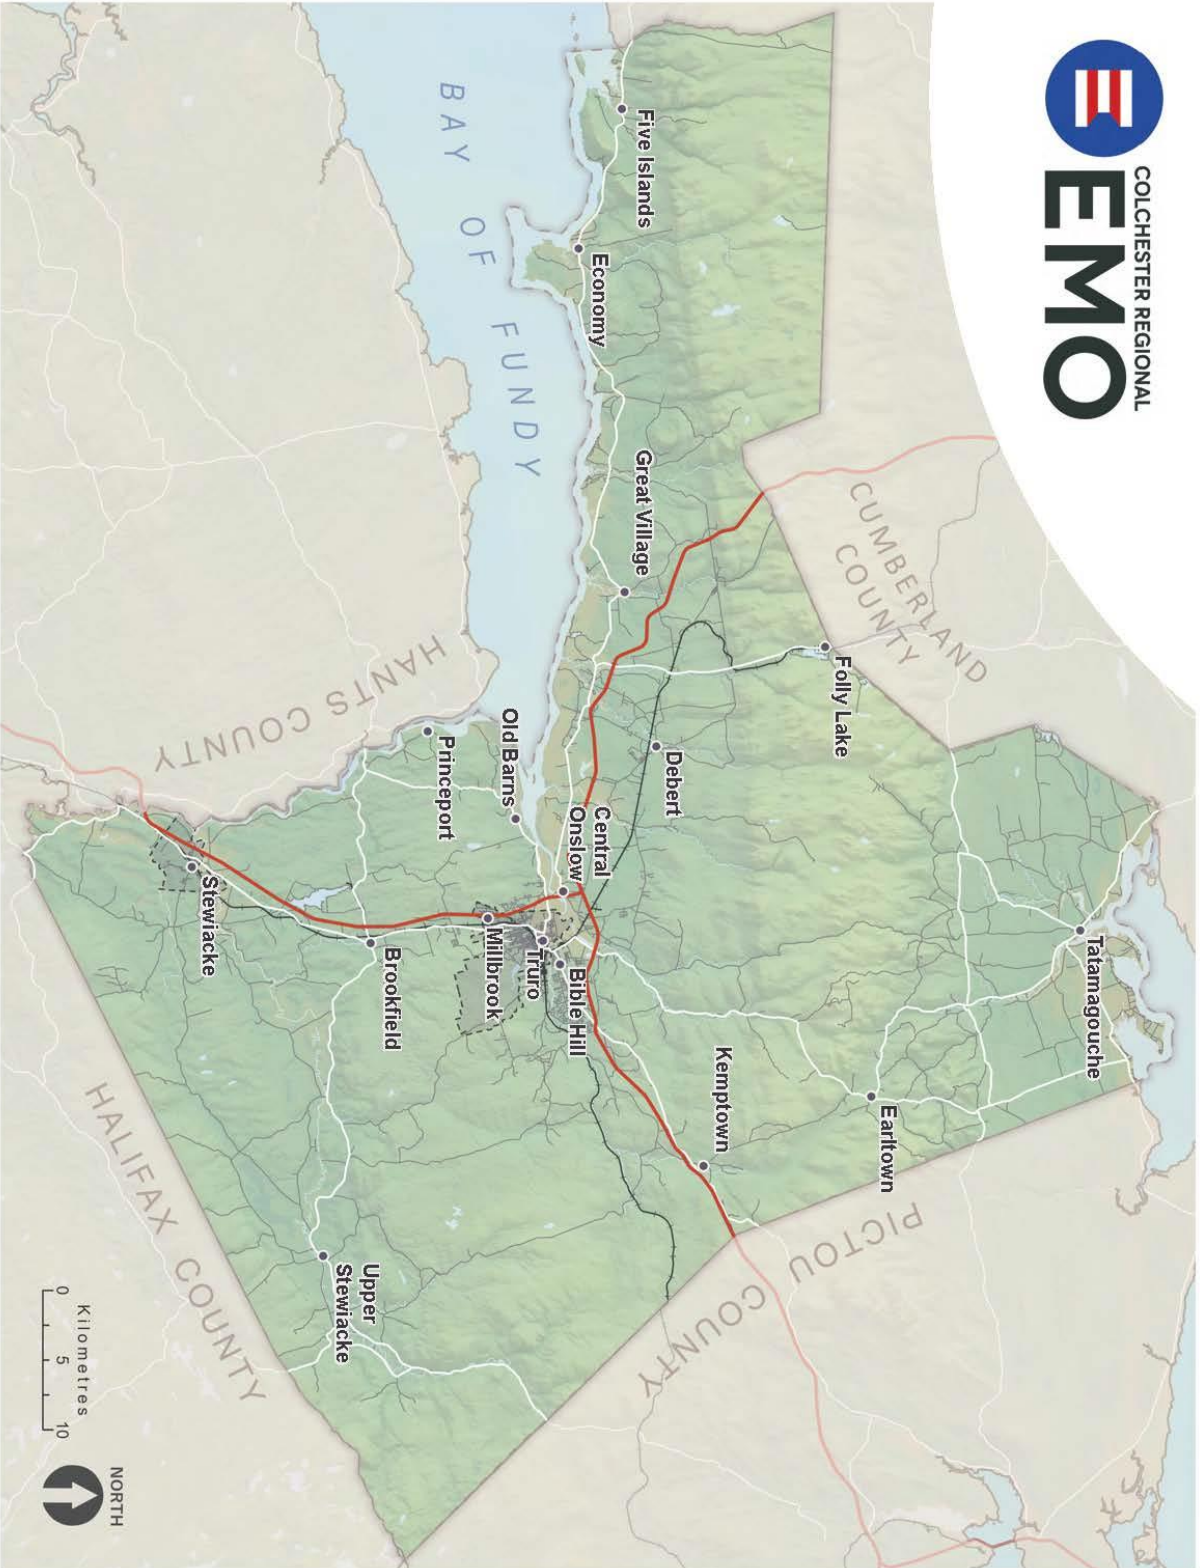 COLCHESTER REGIONAL
EMO
CUMBERLAND
COUNTY
Five Islands
Economy
Great Village
Folly Lake
Debert
Tatamagouche
Earltown
Kemptown
Central
Onslow
Bible Hill
Truro
Millbrook
Old Barns
Princeport
Brookfield
Stewiacke
Upper
Stewiacke
BAY OF FUNDY
HANTS COUNTY
HALIFAX COUNTY
PICTOU COUNTY
Kilometres
0 5 10
NORTH